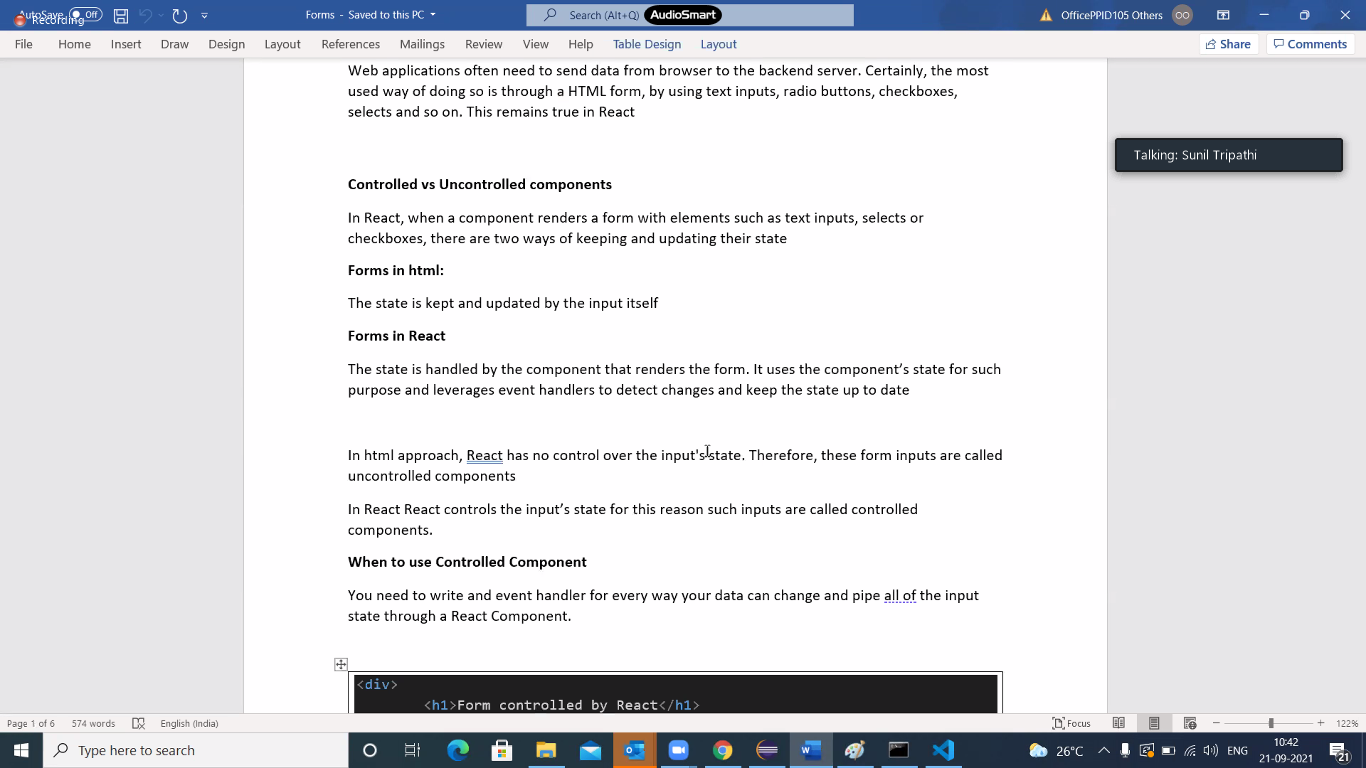 AutoSave Off
Recording
Forms - Saved to this PC
Search (Alt+Q)
AudioSmart
OfficePPID105 Others
OO
File Home Insert Draw Design Layout References Mailings Review View Help Table Design Layout
Share
Comments
Web applications often need to send data from browser to the backend server. Certainly, the most
used way of doing so is through a HTML form, by using text inputs, radio buttons, checkboxes,
selects and so on. This remains true in React
Talking: Sunil Tripathi
Controlled vs Uncontrolled components
In React, when a component renders a form with elements such as text inputs, selects or
checkboxes, there are two ways of keeping and updating their state
Forms in html:
The state is kept and updated by the input itself
Forms in React
The state is handled by the component that renders the form. It uses the component’s state for such
purpose and leverages event handlers to detect changes and keep the state up to date
In html approach, React has no control over the input's state. Therefore, these form inputs are called
uncontrolled components
In React React controls the input’s state for this reason such inputs are called controlled
components.
When to use Controlled Component
You need to write and event handler for every way your data can change and pipe all of the input
state through a React Component.
<div>
<h1>Form controlled by React</h1>
Page 1 of 6 574 words English (India) Focus 122%
Type here to search
26°C
ENG
10:42
21-09-2021
21